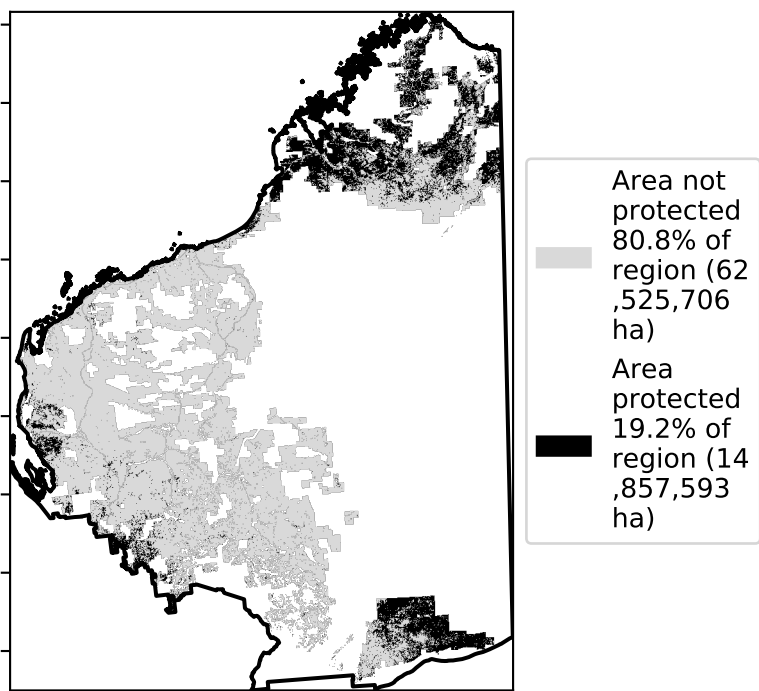 Area not
protected
80.8% of
region (62
,525,706
ha)
Area
protected
19.2% of
region (14
,857,593
ha)